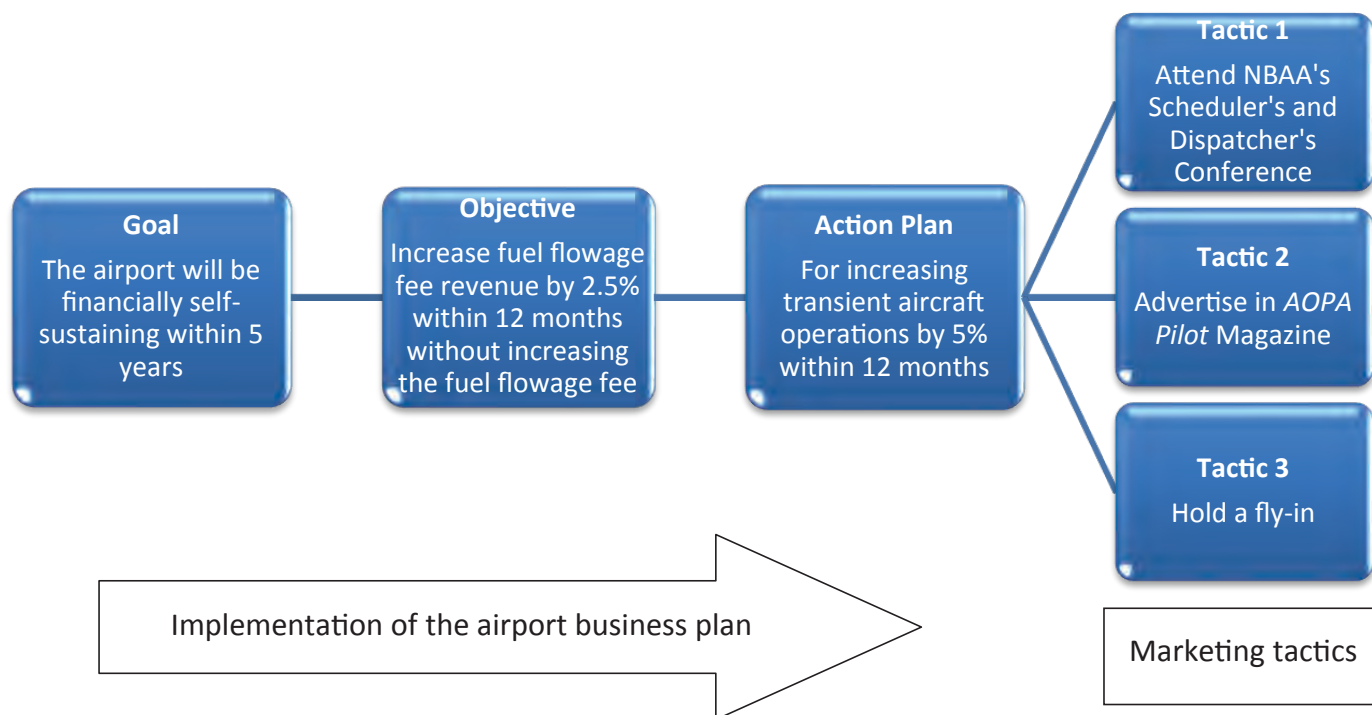 Goal
The airport will be
financially self-
sustaining within 5
years
Objective
Increase fuel flowage
fee revenue by 2.5%
within 12 months
without increasing
the fuel flowage fee
Action Plan
For increasing
transient aircraft
operations by 5%
within 12 months
Tactic 1
Attend NBAA's
Scheduler's and
Dispatcher's
Conference
Tactic 2
Advertise in AOPA
Pilot Magazine
Tactic 3
Hold a fly-in
Implementation of the airport business plan
Marketing tactics